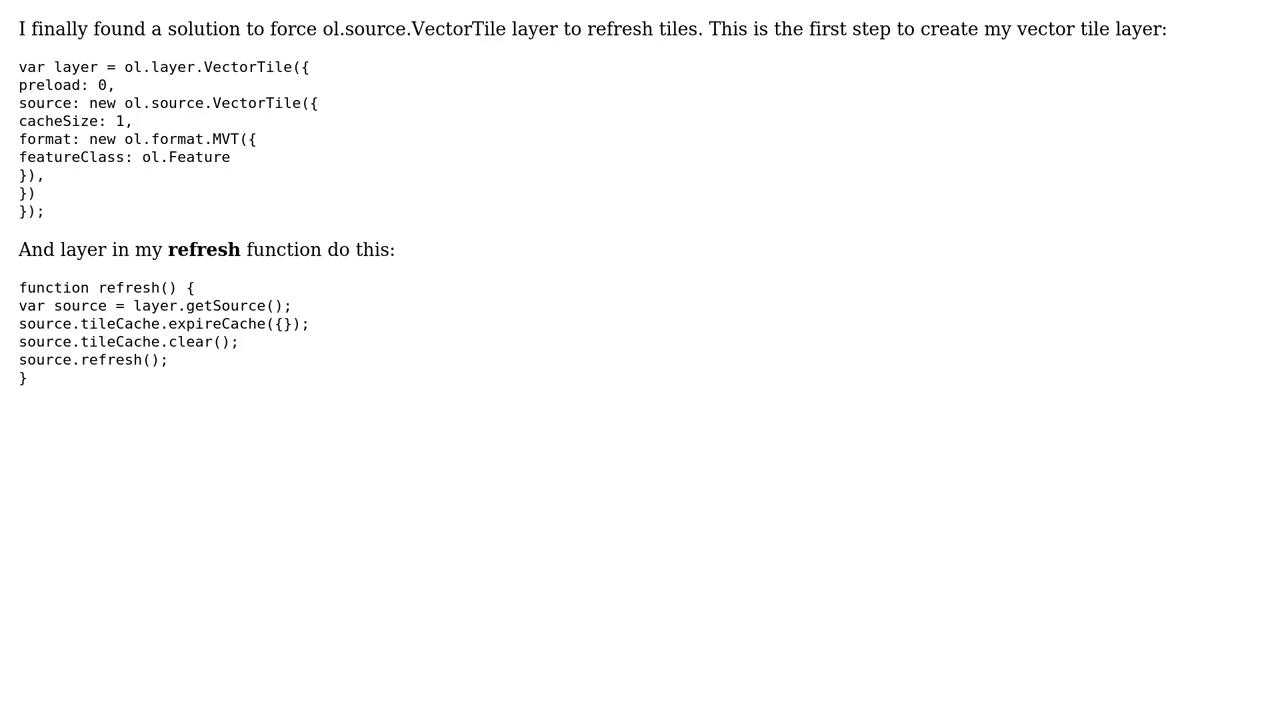 I finally found a solution to force ol.source.VectorTile layer to refresh tiles. This is the first step to create my vector tile layer:
var layer = ol.layer.VectorTile({
preload: 0,
source: new ol.source.VectorTile({
cacheSize: 1,
format: new ol.format.MVT({
featureClass: ol.Feature
}),
})
});
And layer in my refresh function do this:
function refresh() {
var source = layer.getSource();
source.tileCache.expireCache({});
source.tileCache.clear();
source.refresh();
}